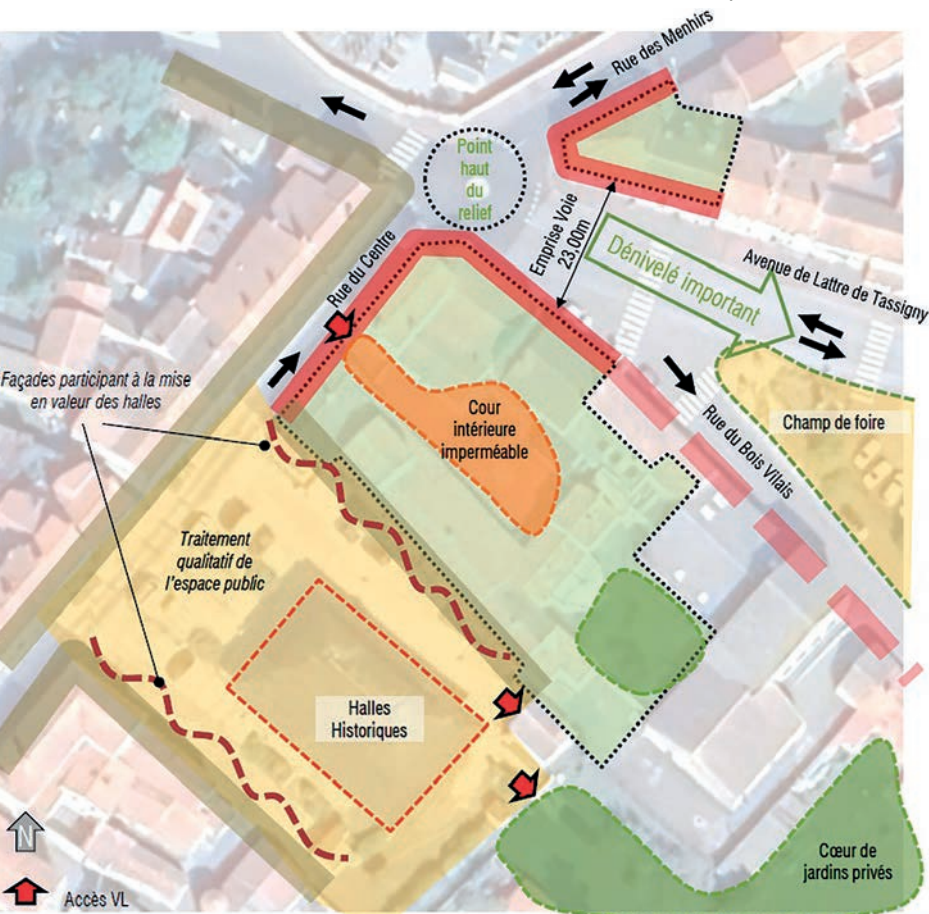 Rue des Menhirs
Point
haut
du
relief
Emprise Voie
23,00m
Rue du Centre
Dénivelé important
Avenue de Lattre de Tassigny
Façades participant à la mise
en valeur des halles
Cour
intérieure
imperméable
Champ de foire
Rue du Bois Vilais
Traitement
qualitatif de
l'espace public
Halles
Historiques
N
Cœur de
jardins privés
Accès VL